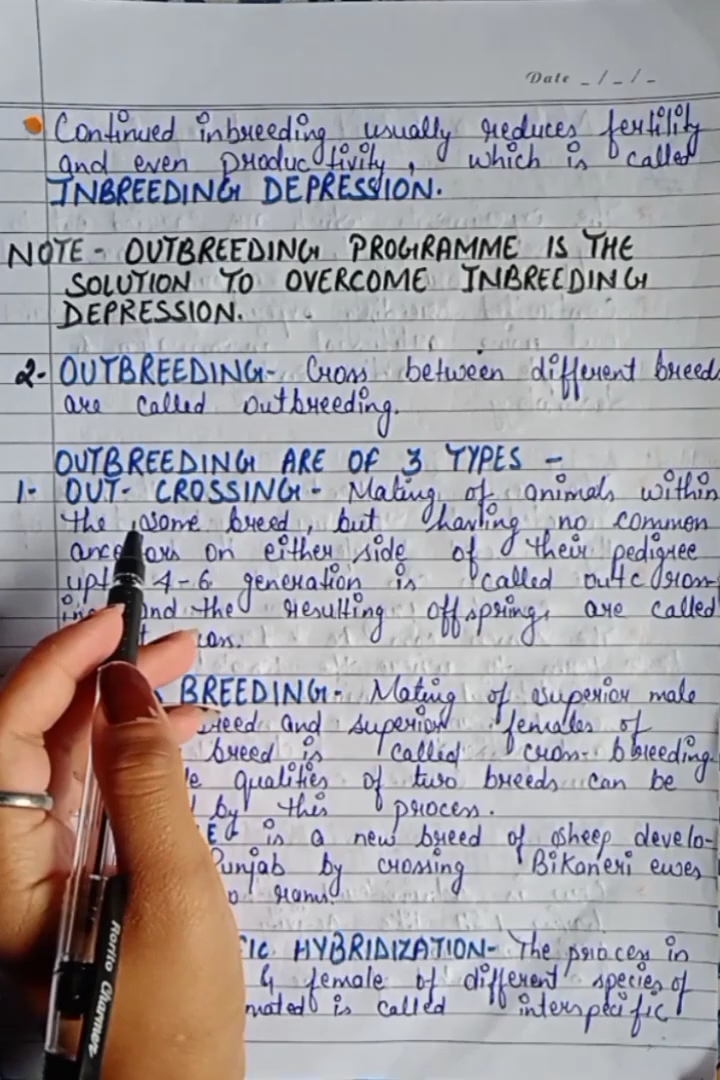 Date _ / _ / _
Continued inbreeding usually reduces fertility
and even productivity, which is called
INBREEDING DEPRESSION.
NOTE - OUTBREEDING PROGRAMME IS THE
SOLUTION TO OVERCOME INBREEDING
DEPRESSION.
2- OUTBREEDING- Cross between different breed
are called outbreeding.
OUTBREEDING ARE OF 3 TYPES -
1- OUT- CROSSING - Mating of animals within
the same breed, but having no common
on either side of their pedigree
4-6 generation is called outcross-
and the resulting offsprings are called
BREEDING- Mating of superior male
and superior females of
breed is called cross- breeding.
qualities of two breeds can be
by this process.
is a new breed of sheep develo-
Punjab by crossing Bikaneri ewes
rams.
HYBRIDIZATION- The process in
& female of different species of
mated is called interspecific
Rorito Charmer